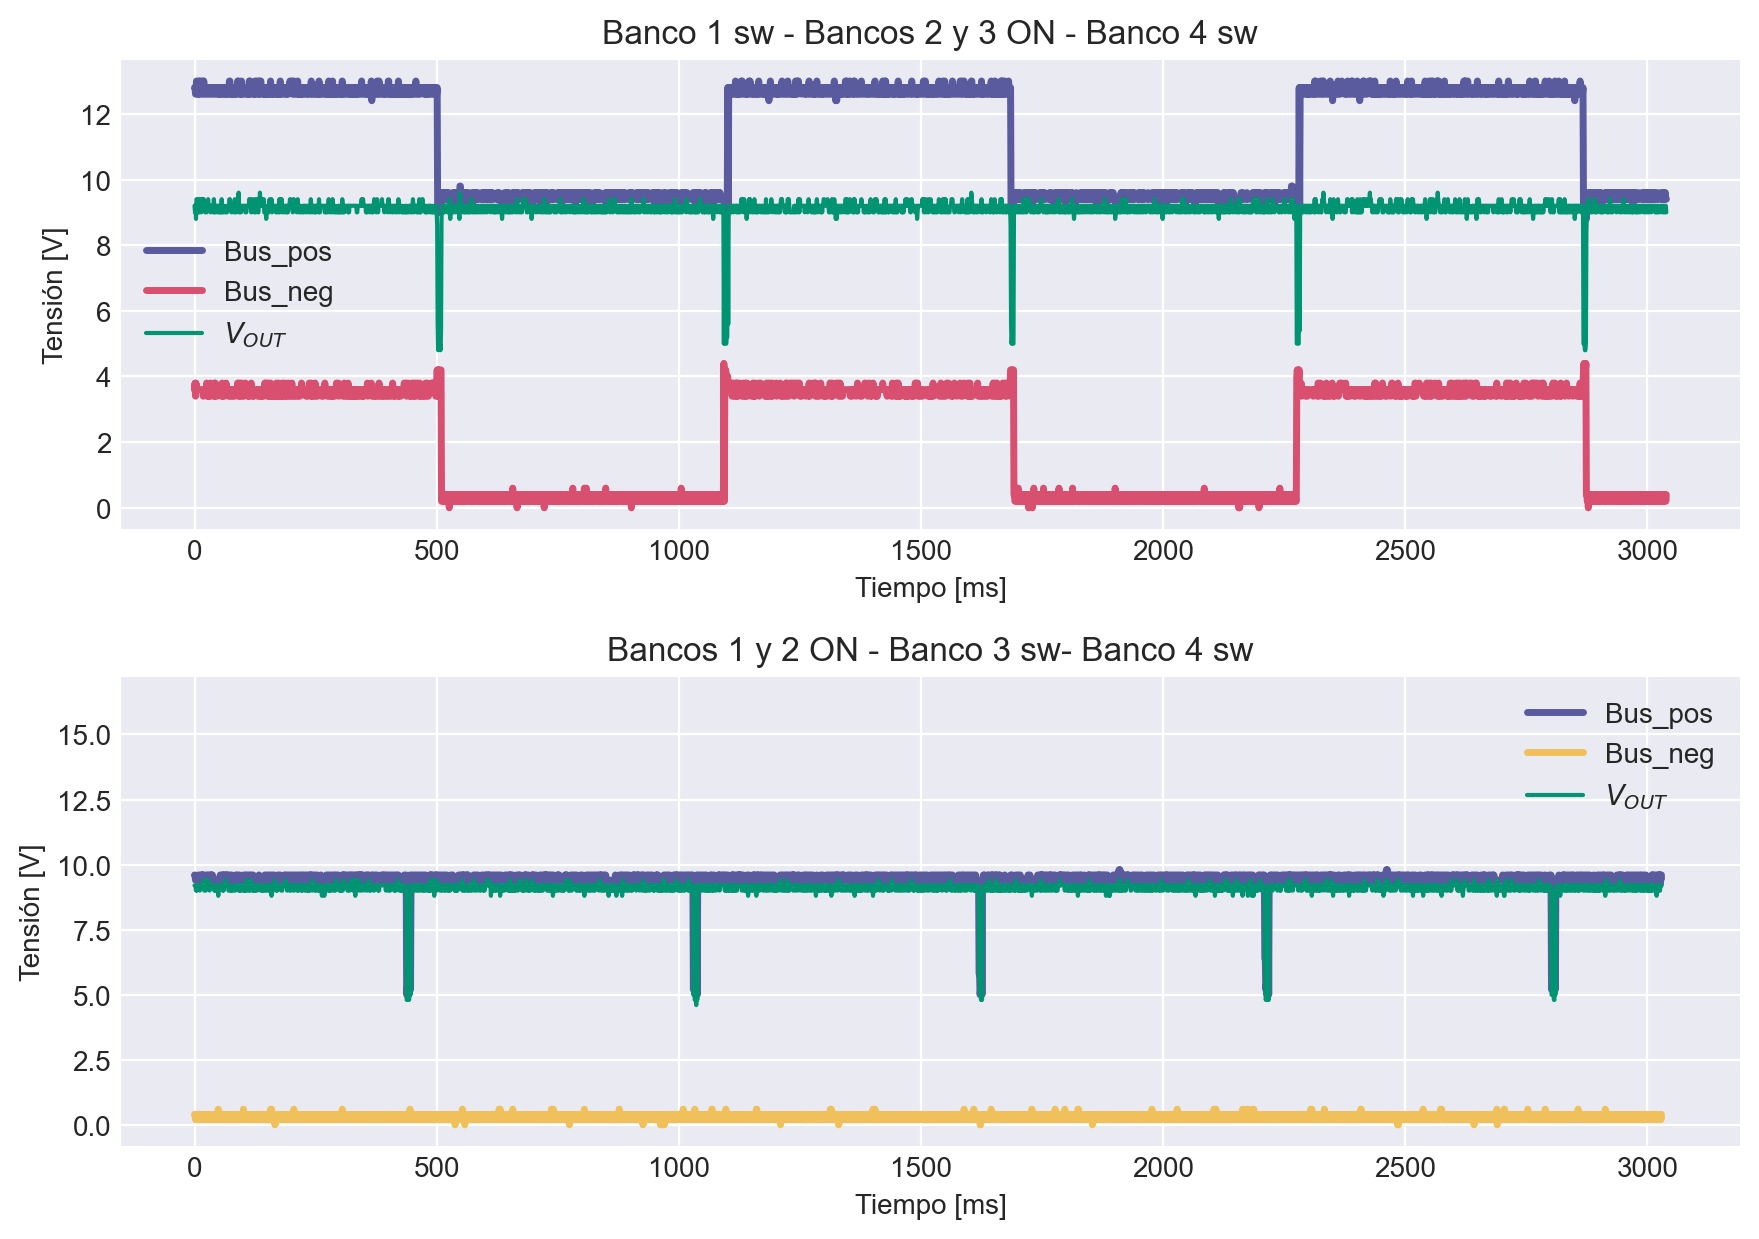 Banco 1 sw - Bancos 2 y 3 ON - Banco 4 sw
12
10
8
6
4
2
0
Tensión [V]
Bus_pos
Bus_neg
V_OUT
0 500 1000 1500 2000 2500 3000
Tiempo [ms]
Bancos 1 y 2 ON - Banco 3 sw- Banco 4 sw
15.0
12.5
10.0
7.5
5.0
2.5
0.0
Tensión [V]
Bus_pos
Bus_neg
V_OUT
0 500 1000 1500 2000 2500 3000
Tiempo [ms]